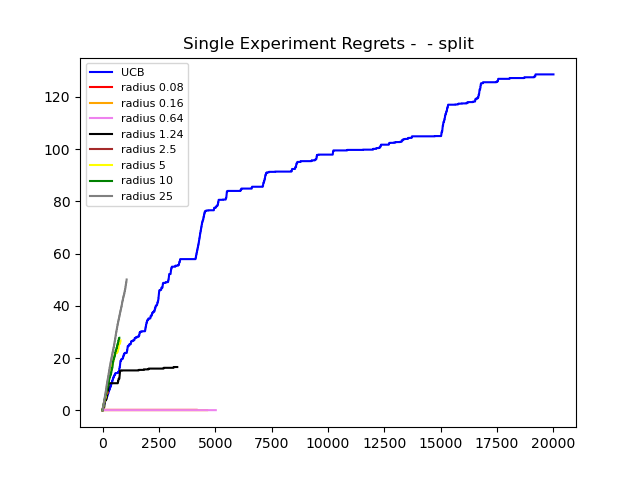 Single Experiment Regrets -  - split
UCB
radius 0.08
radius 0.16
radius 0.64
radius 1.24
radius 2.5
radius 5
radius 10
radius 25
120
100
80
60
40
20
0
0 2500 5000 7500 10000 12500 15000 17500 20000